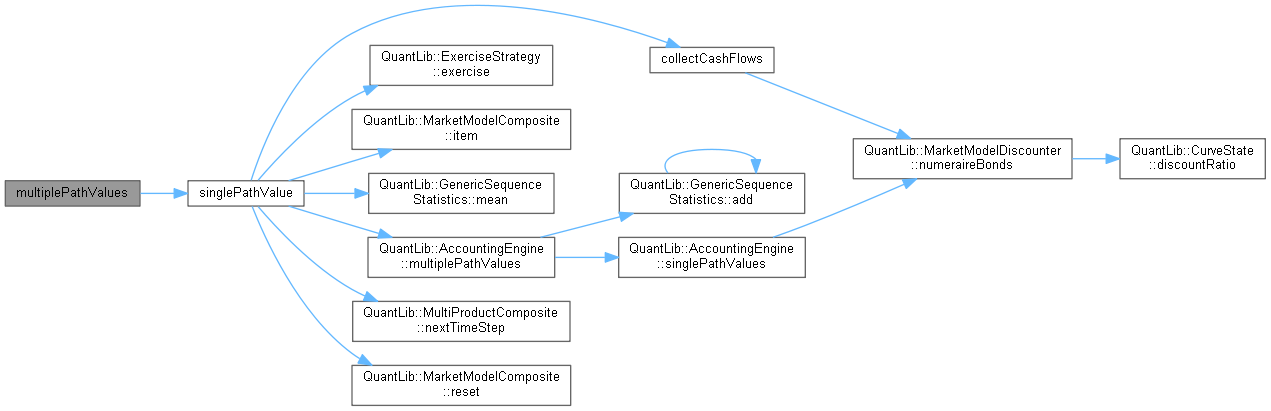 multiplePathValues
singlePathValue
QuantLib::ExerciseStrategy
::exercise
QuantLib::MarketModelComposite
::item
QuantLib::GenericSequence
Statistics::mean
QuantLib::AccountingEngine
::multiplePathValues
QuantLib::MultiProductComposite
::nextTimeStep
QuantLib::MarketModelComposite
::reset
collectCashFlows
QuantLib::GenericSequence
Statistics::add
QuantLib::AccountingEngine
::singlePathValues
QuantLib::MarketModelDiscounter
::numeraireBonds
QuantLib::CurveState
::discountRatio